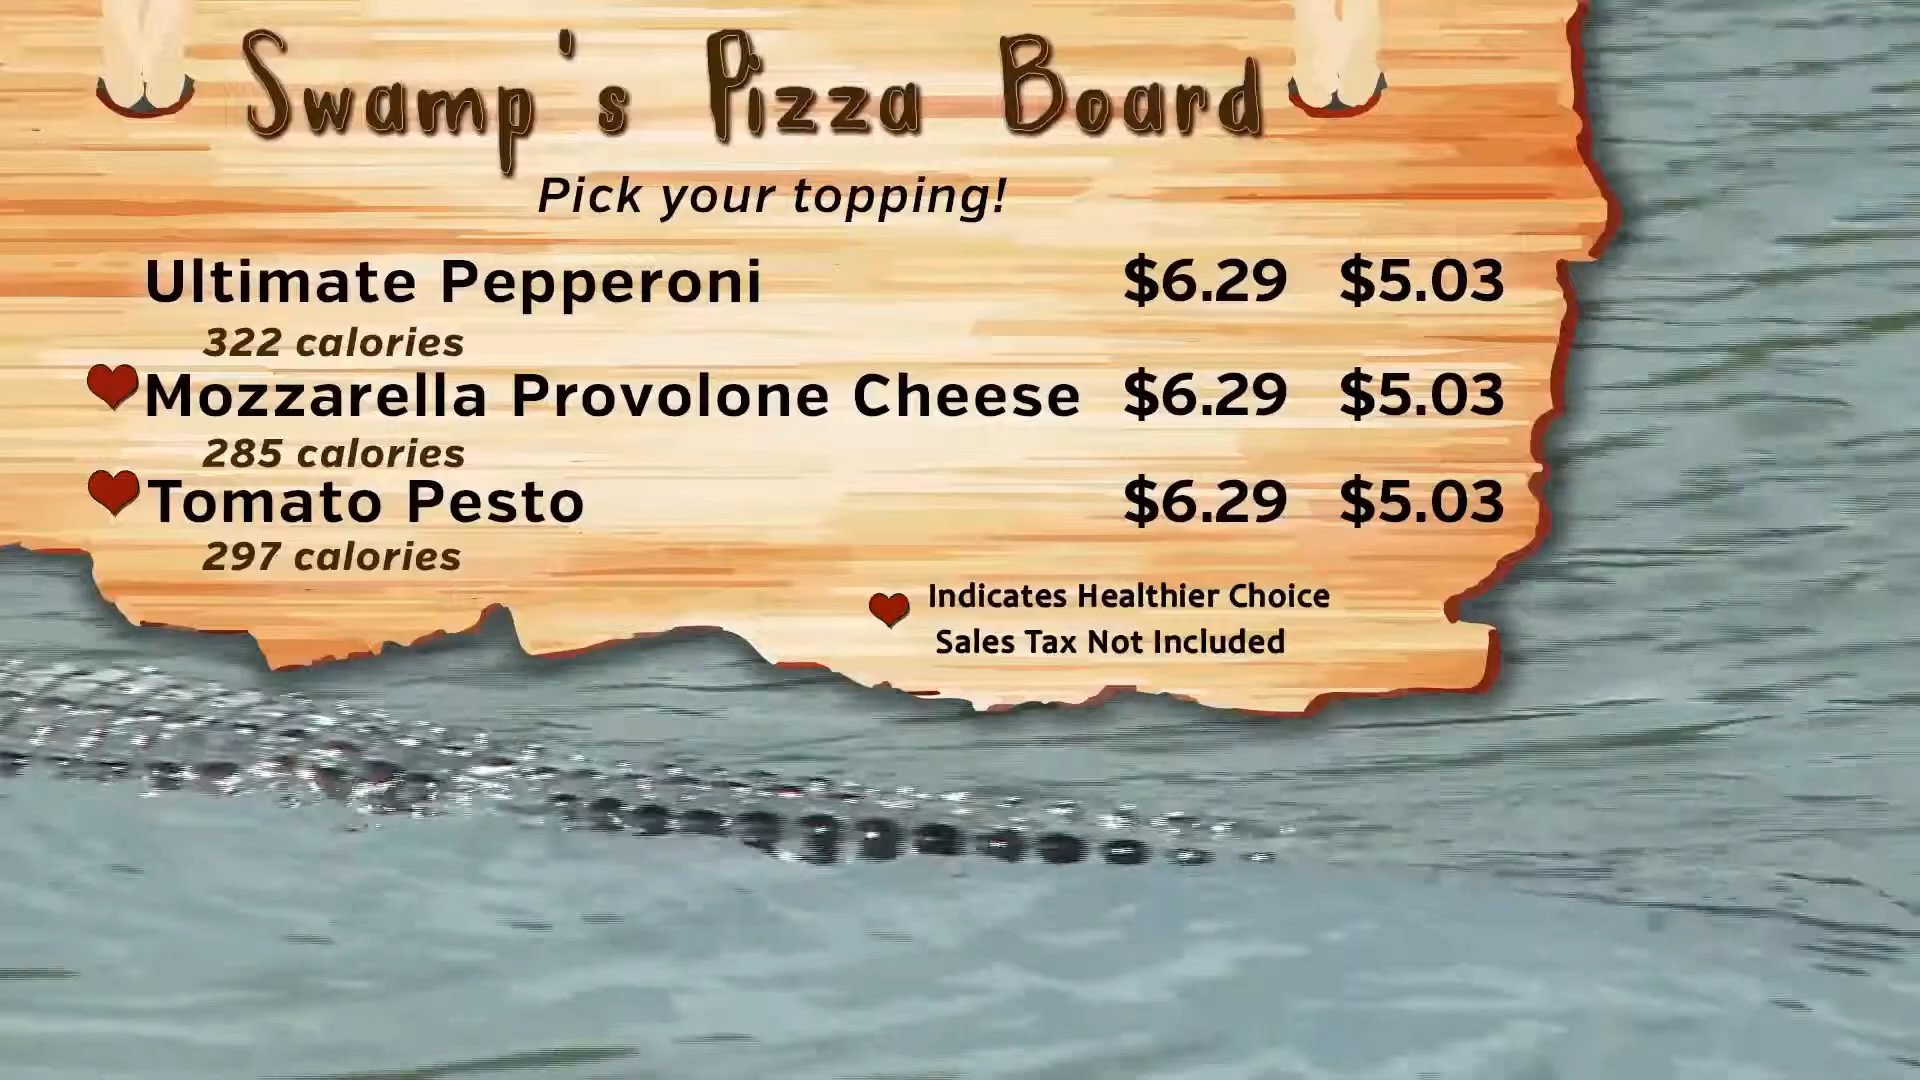 Swamp's Pizza Board
Pick your topping!
Ultimate Pepperoni $6.29 $5.03
322 calories
Mozzarella Provolone Cheese $6.29 $5.03
285 calories
Tomato Pesto $6.29 $5.03
297 calories
Indicates Healthier Choice
Sales Tax Not Included